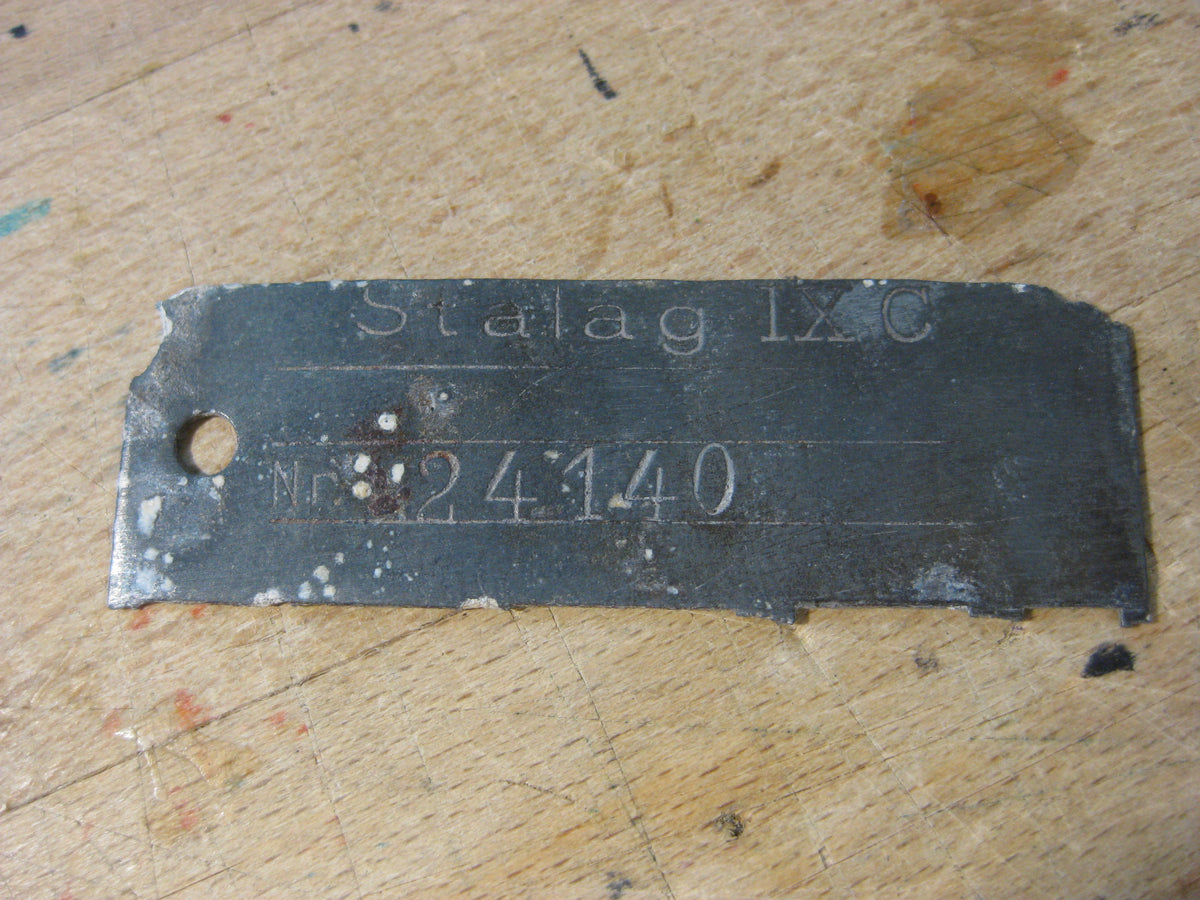 Stalag IX C
Nr 24140